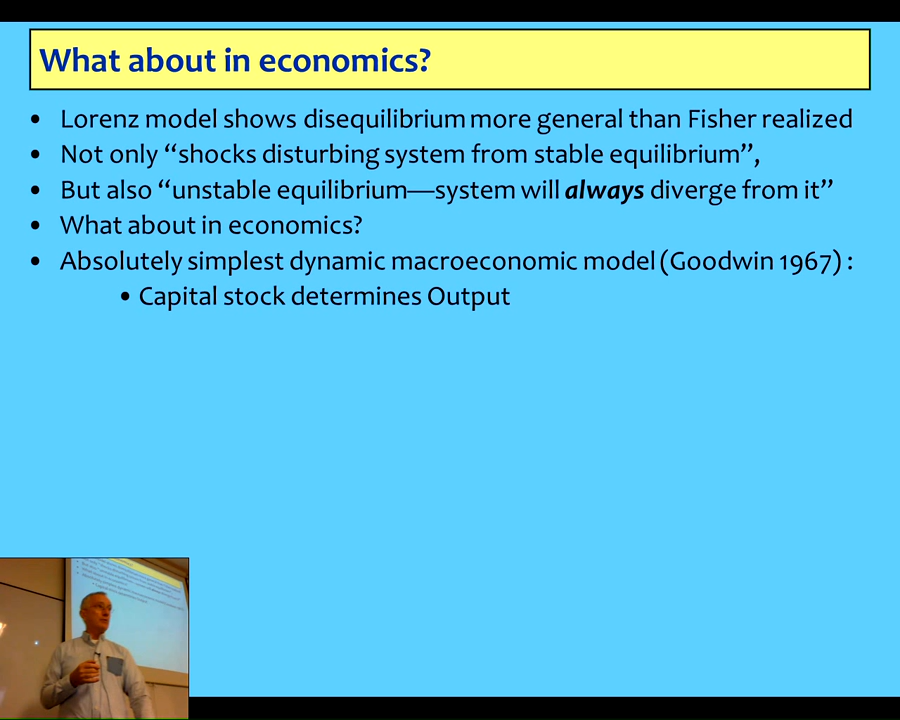 What about in economics?
• Lorenz model shows disequilibrium more general than Fisher realized
• Not only “shocks disturbing system from stable equilibrium”,
• But also “unstable equilibrium—system will always diverge from it”
• What about in economics?
• Absolutely simplest dynamic macroeconomic model (Goodwin 1967) :
• Capital stock determines Output